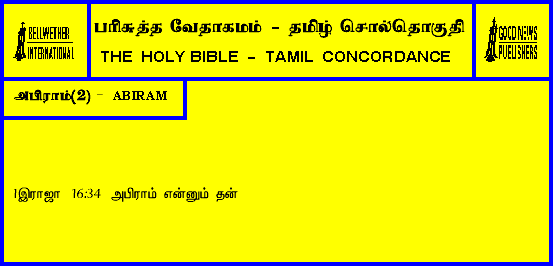 BELLWETHER
INTERNATIONAL
பரிசுத்த வேதாகமம் - தமிழ் சொல்தொகுதி
THE HOLY BIBLE - TAMIL CONCORDANCE
GOOD NEWS
PUBLISHERS
அபிராம்(2) - ABIRAM
1இராஜா 16:34 அபிராம் என்னும் தன்